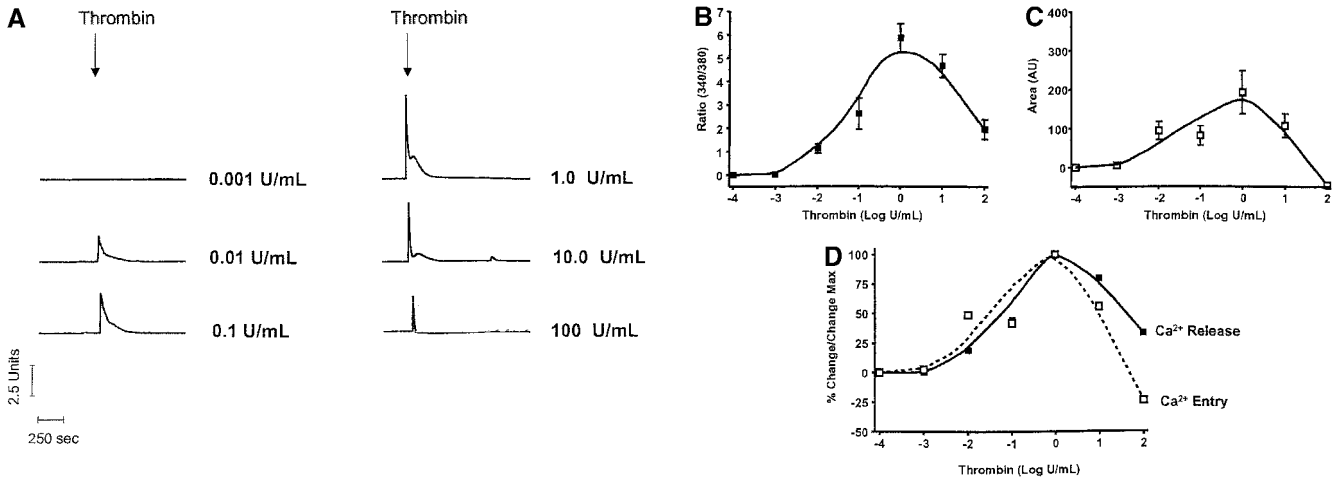 A
Thrombin
Thrombin
0.001 U/mL
1.0 U/mL
0.01 U/mL
10.0 U/mL
0.1 U/mL
100 U/mL
2.5 Units
250 sec
B
Ratio (340/380)
7
6
5
4
3
2
1
0
-4 -3 -2 -1 0 1 2
Thrombin (Log U/mL)
C
Area (AU)
400
300
200
100
0
-4 -3 -2 -1 0 1 2
Thrombin (Log U/mL)
D
% Change/Change Max
100
75
50
25
0
-25
-50
Ca²⁺ Release
Ca²⁺ Entry
-4 -3 -2 -1 0 1 2
Thrombin (Log U/mL)